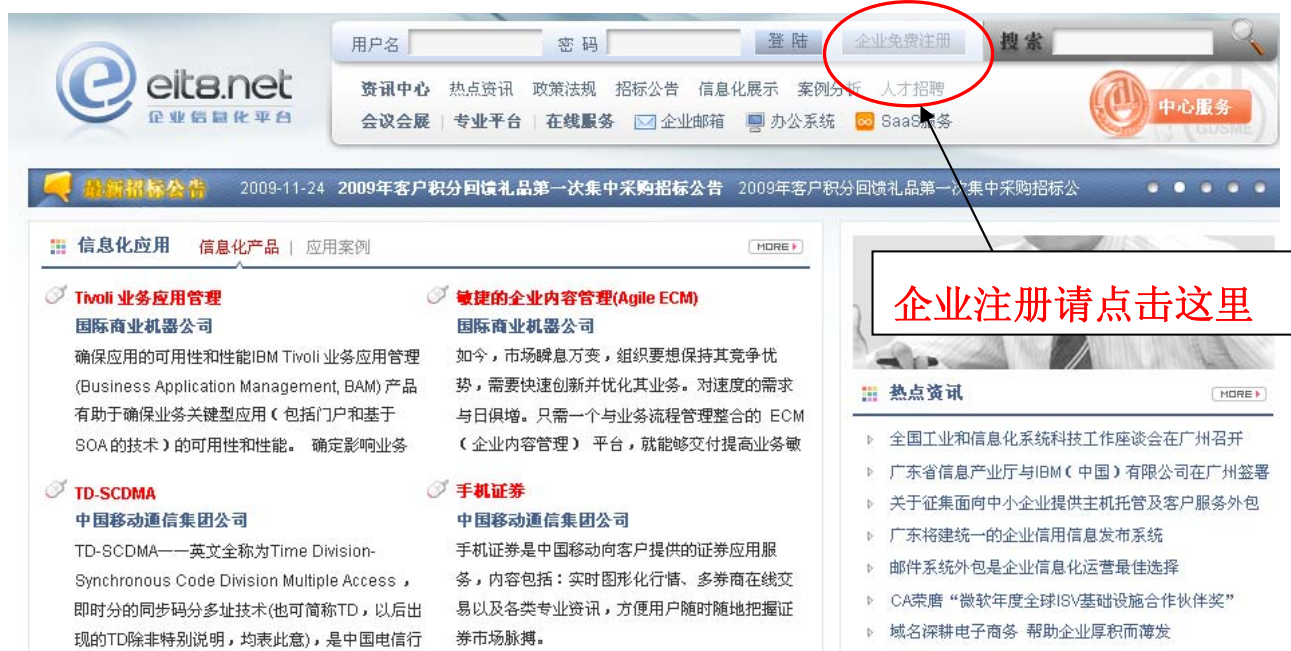 用户名 密码 登陆 企业免费注册 搜索
eit8.net
企业信息化平台
资讯中心 热点资讯 政策法规 招标公告 信息化展示 案例分析 人才招聘
会议会展 | 专业平台 | 在线服务 企业邮箱 办公系统 SaaS服务
中心服务
GDSME
最新招标公告 2009-11-24 2009年客户积分回馈礼品第一次集中采购招标公告 2009年客户积分回馈礼品第一次集中采购招标公
信息化应用 信息化产品 | 应用案例 MORE
企业注册请点击这里
Tivoli 业务应用管理
国际商业机器公司
确保应用的可用性和性能IBM Tivoli 业务应用管理
(Business Application Management, BAM) 产品
有助于确保业务关键型应用(包括门户和基于
SOA的技术)的可用性和性能。 确定影响业务
敏捷的企业内容管理(Agile ECM)
国际商业机器公司
如今,市场瞬息万变,组织要想保持其竞争优
势,需要快速创新并优化其业务。对速度的需求
与日俱增。只需一个与业务流程管理整合的 ECM
(企业内容管理) 平台,就能够交付提高业务敏
TD-SCDMA
中国移动通信集团公司
TD-SCDMA——英文全称为Time Division-
Synchronous Code Division Multiple Access ,
即时分的同步码分多址技术(也可简称TD,以后出
现的TD除非特别说明,均表此意),是中国电信行
手机证券
中国移动通信集团公司
手机证券是中国移动向客户提供的证券应用服
务,内容包括:实时图形化行情、多券商在线交
易以及各类专业资讯,方便用户随时随地把握证
券市场脉搏。
热点资讯 MORE
全国工业和信息化系统科技工作座谈会在广州召开
广东省信息产业厅与IBM(中国)有限公司在广州签署
关于征集面向中小企业提供主机托管及客户服务外包
广东将建统一的企业信用信息发布系统
邮件系统外包是企业信息化运营最佳选择
CA荣膺“微软年度全球ISV基础设施合作伙伴奖”
域名深耕电子商务 帮助企业厚积而薄发